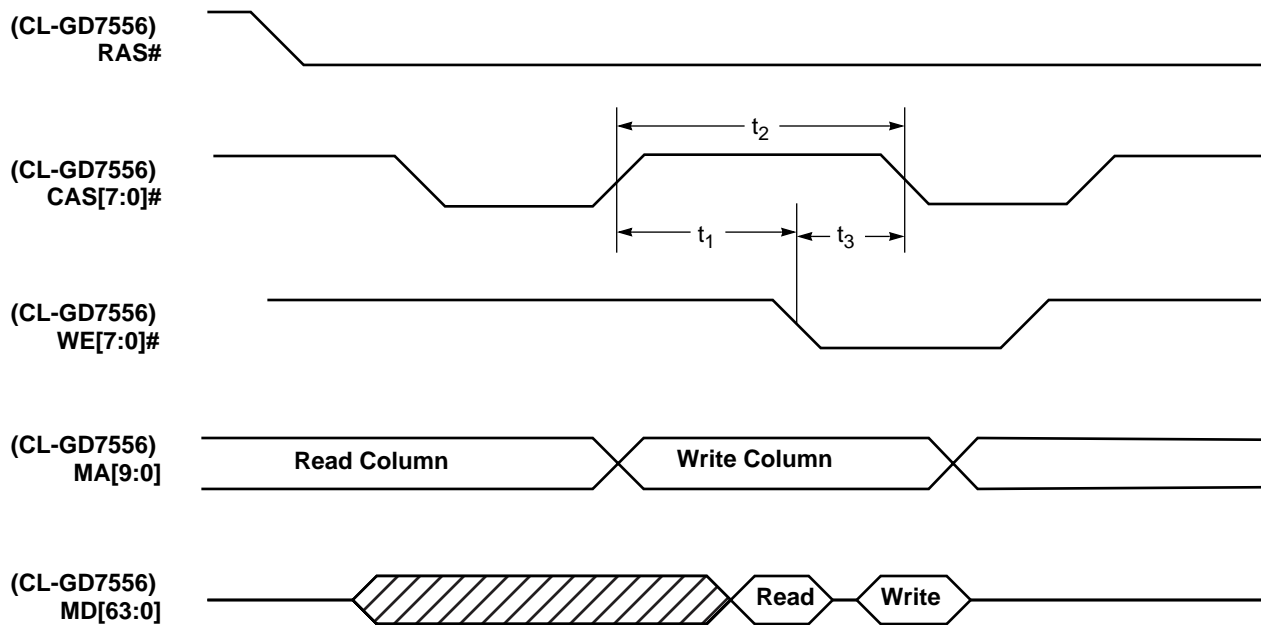 (CL-GD7556)
RAS#
t2
(CL-GD7556)
CAS[7:0]#
t1
t3
(CL-GD7556)
WE[7:0]#
(CL-GD7556)
MA[9:0]
Read Column
Write Column
(CL-GD7556)
MD[63:0]
Read
Write